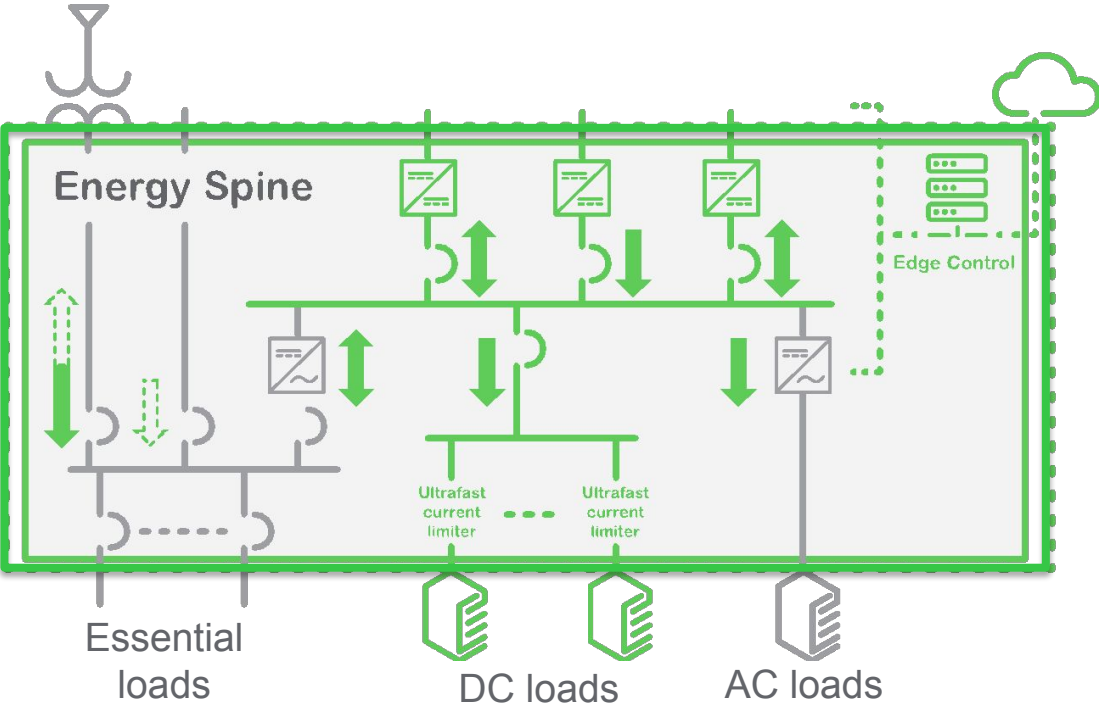 Energy Spine
Edge Control
Ultrafast
current
limiter
Ultrafast
current
limiter
Essential
loads
DC loads
AC loads